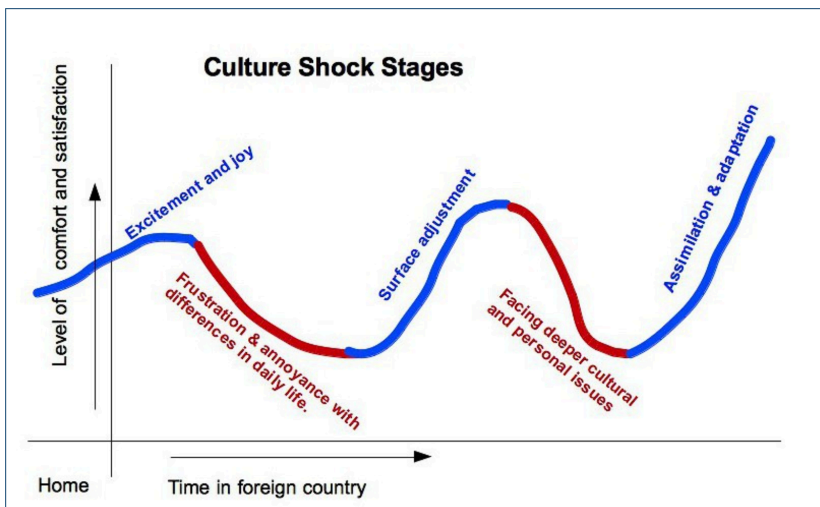 Culture Shock Stages
Level of comfort and satisfaction
Excitement and joy
Frustration & annoyance with
differences in daily life.
Surface adjustment
Facing deeper cultural
and personal issues
Assimilation & adaptation
Home
Time in foreign country